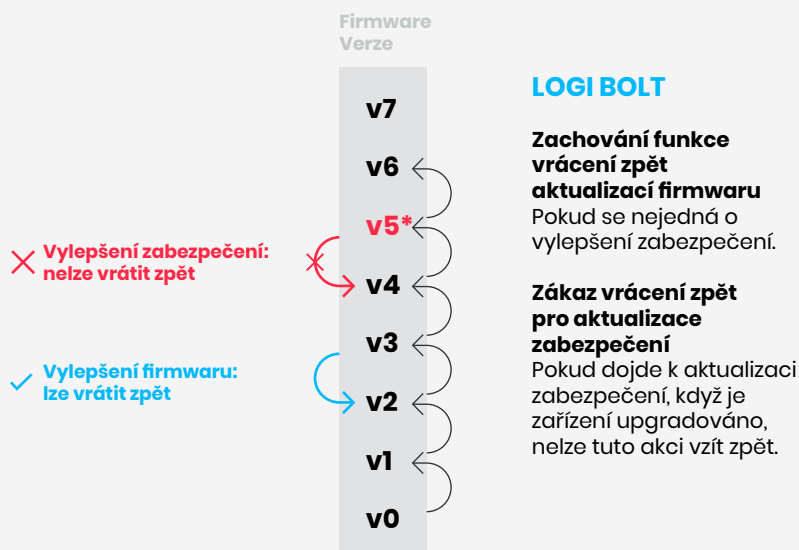 Firmware
Verze
v7
v6
v5*
v4
v3
v2
v1
v0
Vylepšení zabezpečení:
nelze vrátit zpět
Vylepšení firmwaru:
lze vrátit zpět
LOGI BOLT
Zachování funkce
vrácení zpět
aktualizací firmwaru
Pokud se nejedná o
vylepšení zabezpečení.
Zákaz vrácení zpět
pro aktualizace
zabezpečení
Pokud dojde k aktualizaci
zabezpečení, když je
zařízení upgradováno,
nelze tuto akci vzít zpět.